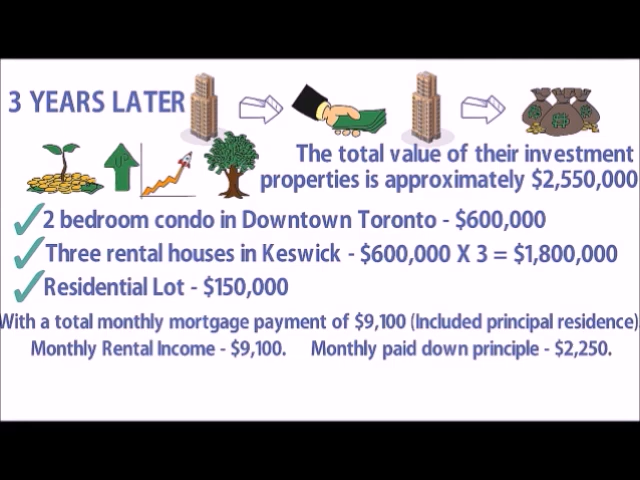 3 YEARS LATER
The total value of their investment
properties is approximately $2,550,000
2 bedroom condo in Downtown Toronto - $600,000
Three rental houses in Keswick - $600,000 X 3 = $1,800,000
Residential Lot - $150,000
With a total monthly mortgage payment of $9,100 (Included principal residence)
Monthly Rental Income - $9,100. Monthly paid down principle - $2,250.